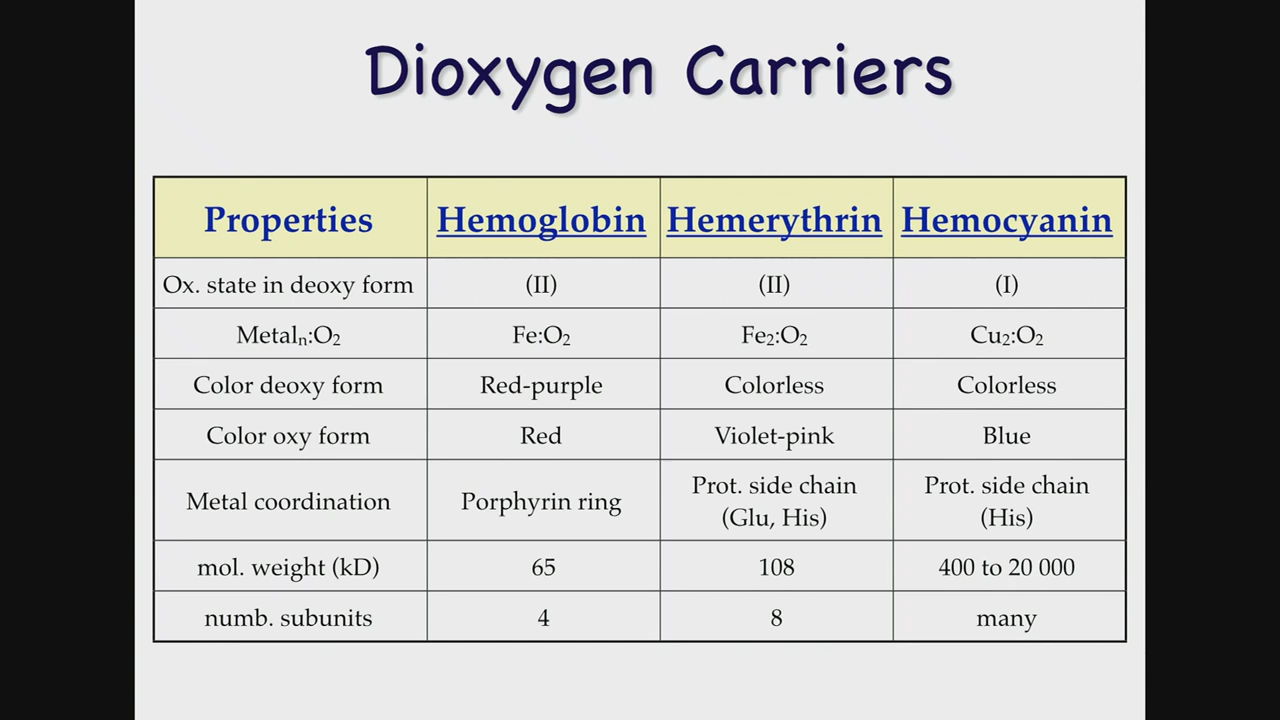 Dioxygen Carriers
Properties Hemoglobin Hemerythrin Hemocyanin
Ox. state in deoxy form (II) (II) (I)
Metalₙ:O₂ Fe:O₂ Fe₂:O₂ Cu₂:O₂
Color deoxy form Red-purple Colorless Colorless
Color oxy form Red Violet-pink Blue
Metal coordination Porphyrin ring Prot. side chain (Glu, His) Prot. side chain (His)
mol. weight (kD) 65 108 400 to 20 000
numb. subunits 4 8 many